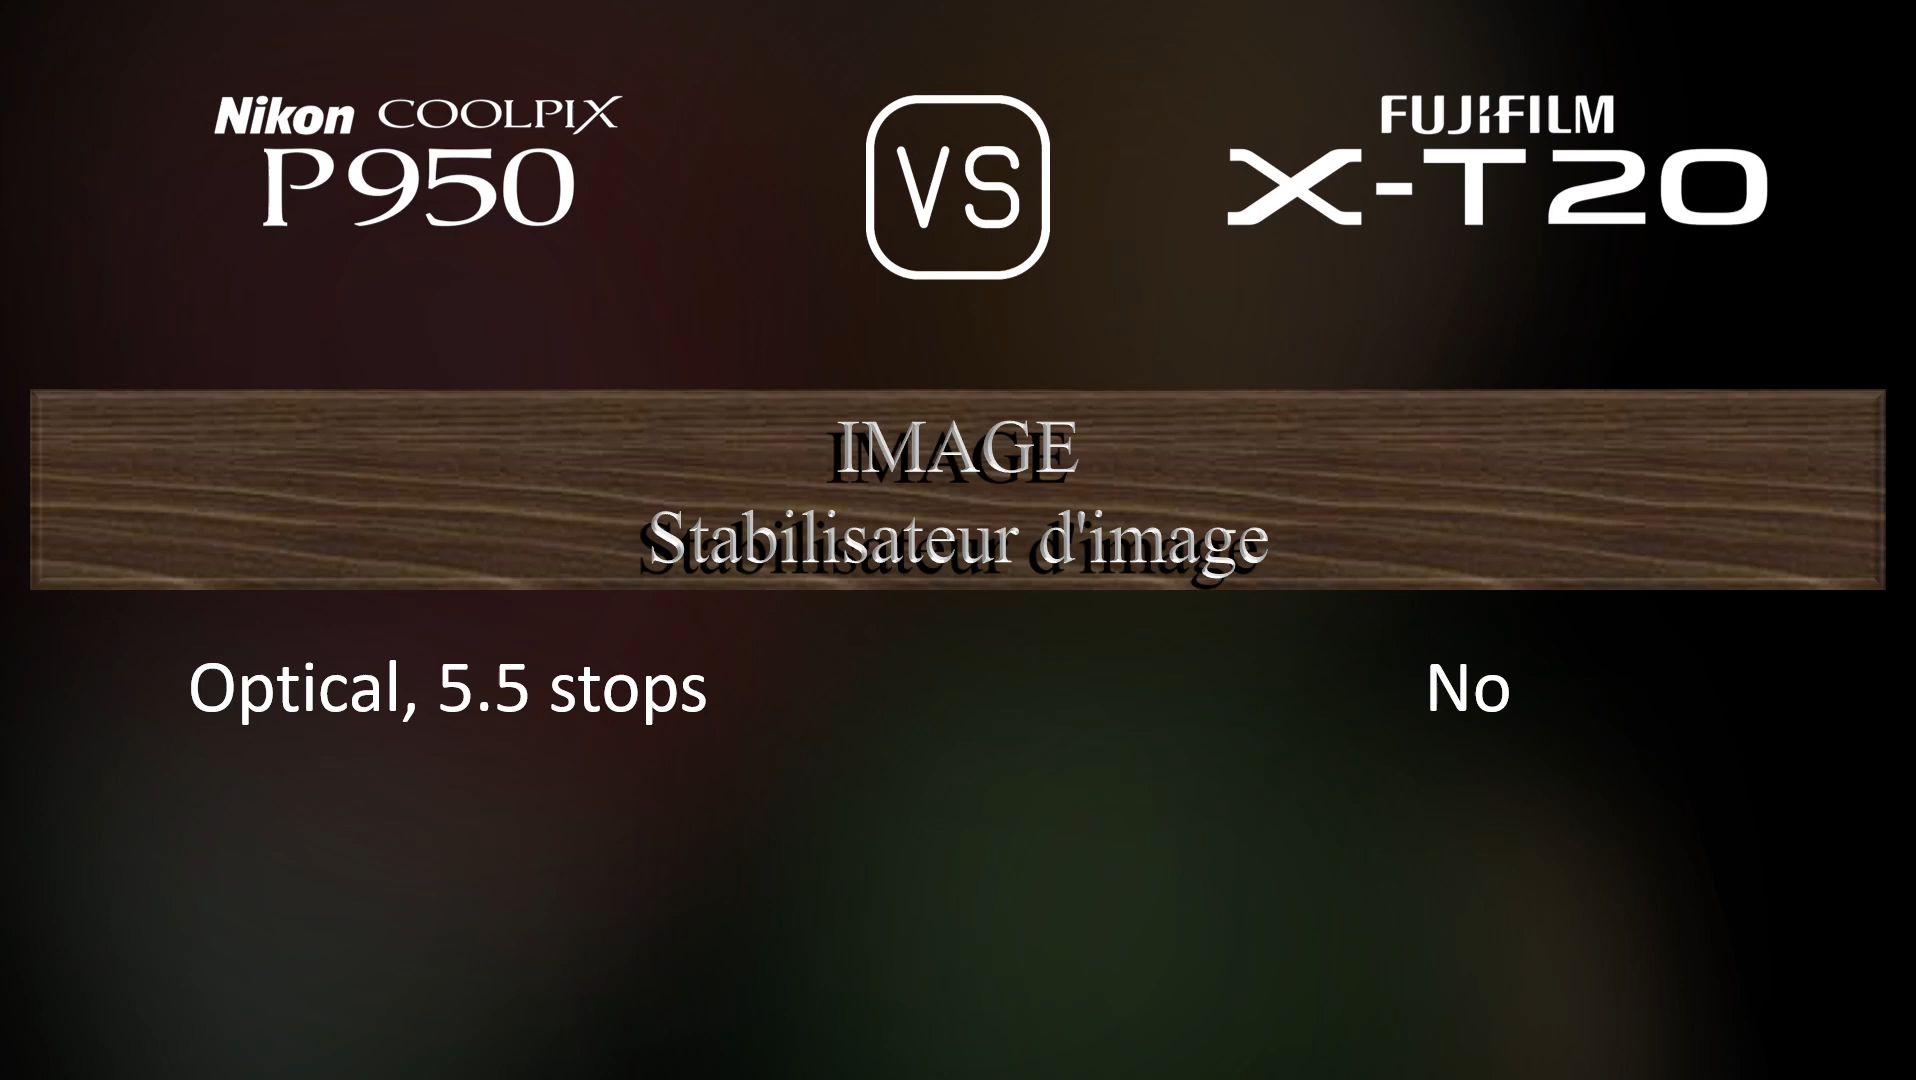 Nikon COOLPIX
P950
VS
FUJIFILM
X-T20
IMAGE
Stabilisateur d'image
Optical, 5.5 stops
No